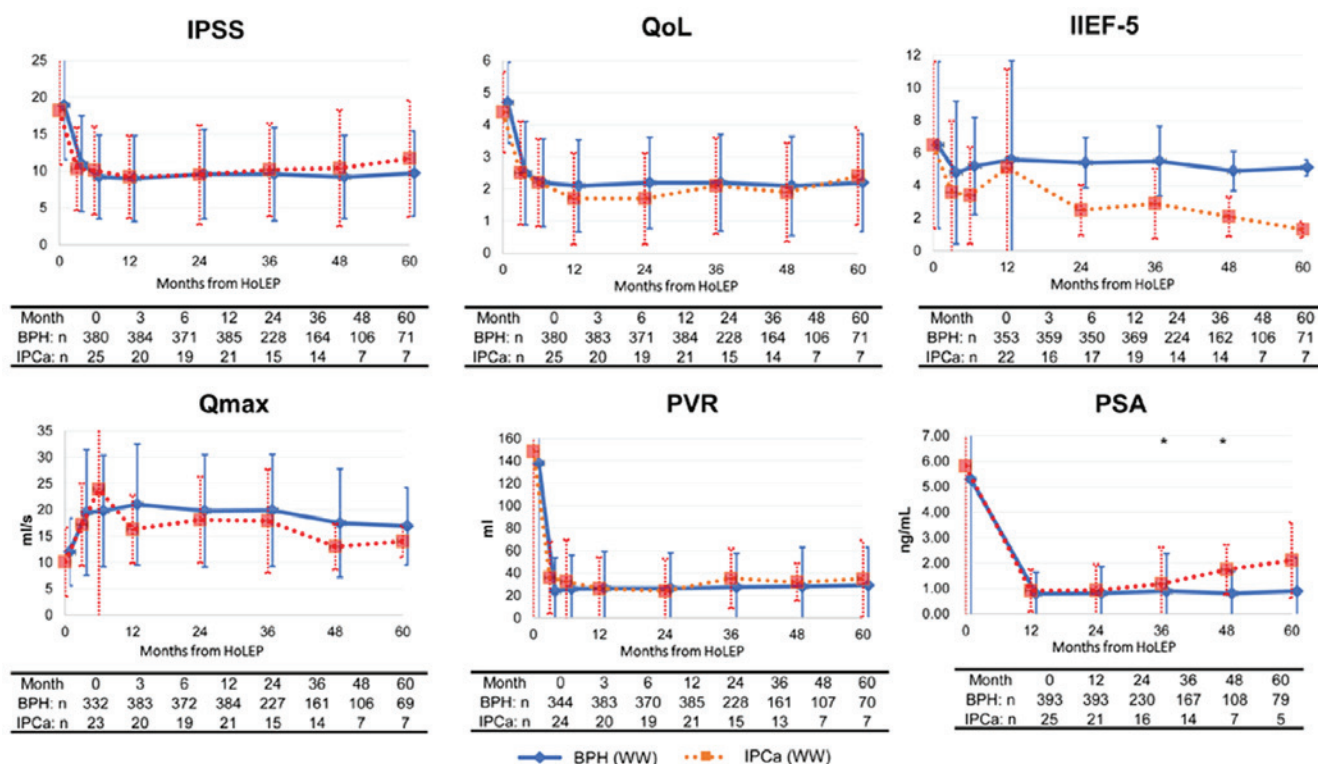 IPSS
25
20
15
10
5
0
0 12 24 36 48 60
Months from HoLEP
Month 0 3 6 12 24 36 48 60
BPH: n 380 384 371 385 228 164 106 71
IPCa: n 25 20 19 21 15 14 7 7
QoL
6
5
4
3
2
1
0
0 12 24 36 48 60
Months from HoLEP
Month 0 3 6 12 24 36 48 60
BPH: n 380 383 371 384 228 164 106 71
IPCa: n 25 20 19 21 15 14 7 7
IIEF-5
12
10
8
6
4
2
0
0 12 24 36 48 60
Months from HoLEP
Month 0 3 6 12 24 36 48 60
BPH: n 353 359 350 369 224 162 106 71
IPCa: n 22 16 17 19 14 14 7 7
Qmax
ml/s
35
30
25
20
15
10
5
0
0 12 24 36 48 60
Months from HoLEP
Month 0 3 6 12 24 36 48 60
BPH: n 332 383 372 384 227 161 106 69
IPCa: n 23 20 19 21 15 14 7 7
PVR
ml
160
140
120
100
80
60
40
20
0
0 12 24 36 48 60
Months from HoLEP
Month 0 3 6 12 24 36 48 60
BPH: n 344 383 370 385 228 161 107 70
IPCa: n 24 20 19 21 15 13 7 7
PSA
ng/mL
7.00
6.00
5.00
4.00
3.00
2.00
1.00
0.00
* *
0 12 24 36 48 60
Months from HoLEP
Month 0 12 24 36 48 60
BPH: n 393 393 230 167 108 79
IPCa: n 25 21 16 14 7 5
BPH (WW) IPCa (WW)